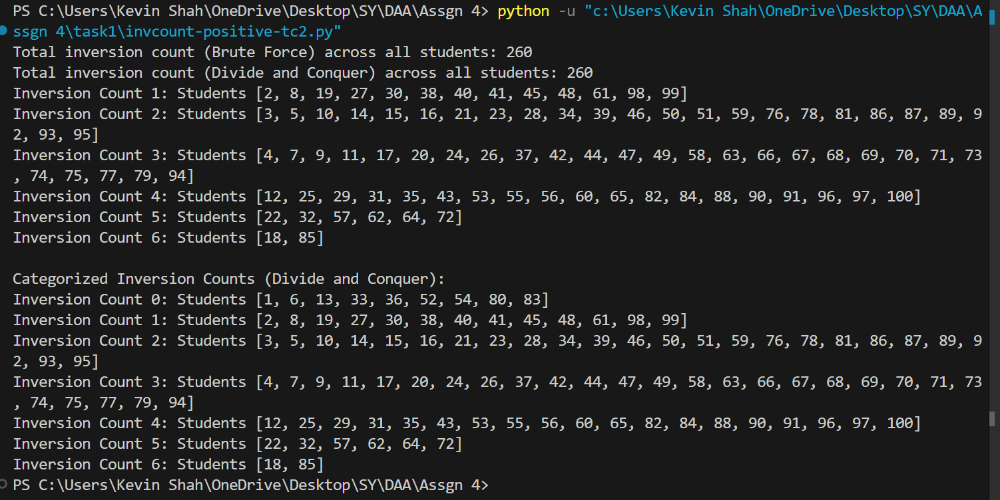 PS C:\Users\Kevin Shah\OneDrive\Desktop\SY\DAA\Assgn 4> python -u "c:\Users\Kevin Shah\OneDrive\Desktop\SY\DAA\A
ssgn 4\task1\invcount-positive-tc2.py"
Total inversion count (Brute Force) across all students: 260
Total inversion count (Divide and Conquer) across all students: 260
Inversion Count 1: Students [2, 8, 19, 27, 30, 38, 40, 41, 45, 48, 61, 98, 99]
Inversion Count 2: Students [3, 5, 10, 14, 15, 16, 21, 23, 28, 34, 39, 46, 50, 51, 59, 76, 78, 81, 86, 87, 89, 9
2, 93, 95]
Inversion Count 3: Students [4, 7, 9, 11, 17, 20, 24, 26, 37, 42, 44, 47, 49, 58, 63, 66, 67, 68, 69, 70, 71, 73
, 74, 75, 77, 79, 94]
Inversion Count 4: Students [12, 25, 29, 31, 35, 43, 53, 55, 56, 60, 65, 82, 84, 88, 90, 91, 96, 97, 100]
Inversion Count 5: Students [22, 32, 57, 62, 64, 72]
Inversion Count 6: Students [18, 85]
Categorized Inversion Counts (Divide and Conquer):
Inversion Count 0: Students [1, 6, 13, 33, 36, 52, 54, 80, 83]
Inversion Count 1: Students [2, 8, 19, 27, 30, 38, 40, 41, 45, 48, 61, 98, 99]
Inversion Count 2: Students [3, 5, 10, 14, 15, 16, 21, 23, 28, 34, 39, 46, 50, 51, 59, 76, 78, 81, 86, 87, 89, 9
2, 93, 95]
Inversion Count 3: Students [4, 7, 9, 11, 17, 20, 24, 26, 37, 42, 44, 47, 49, 58, 63, 66, 67, 68, 69, 70, 71, 73
, 74, 75, 77, 79, 94]
Inversion Count 4: Students [12, 25, 29, 31, 35, 43, 53, 55, 56, 60, 65, 82, 84, 88, 90, 91, 96, 97, 100]
Inversion Count 5: Students [22, 32, 57, 62, 64, 72]
Inversion Count 6: Students [18, 85]
PS C:\Users\Kevin Shah\OneDrive\Desktop\SY\DAA\Assgn 4>